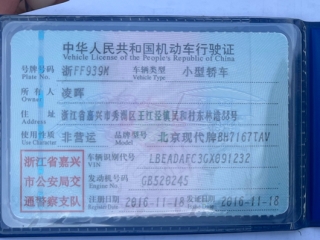 中华人民共和国机动车行驶证
Vehicle License of the People's Republic of China
号牌号码 浙FF939M 车辆类型 小型轿车
Plate No. Vehicle Type
所有人 凌晖
Owner
住址 浙江省嘉兴市秀洲区王江泾镇
Address
使用性质 非营运 品牌型号 北京现代牌BH7167TAV
Use Character Model
浙江省嘉兴市公安局交通警察支队
车辆识别代号 LBEADAFC3GX091232
VIN
发动机号码 GB520245
Engine No.
注册日期 2016-11-18 发证日期 2016-11-18
Register Date Issue Date